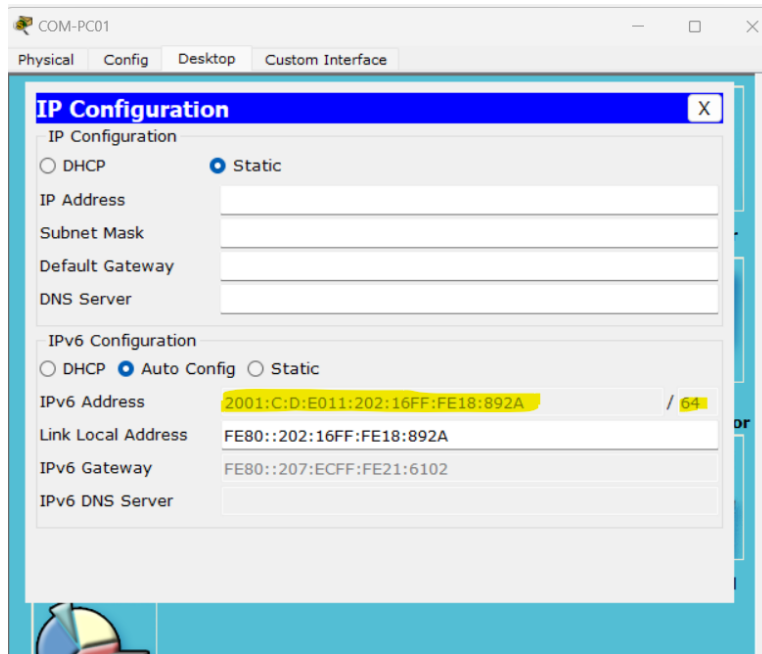 COM-PC01
Physical Config Desktop Custom Interface
IP Configuration X
IP Configuration
DHCP Static
IP Address
Subnet Mask
Default Gateway
DNS Server
IPv6 Configuration
DHCP Auto Config Static
IPv6 Address 2001:C:D:E011:202:16FF:FE18:892A / 64
Link Local Address FE80::202:16FF:FE18:892A
IPv6 Gateway FE80::207:ECFF:FE21:6102
IPv6 DNS Server